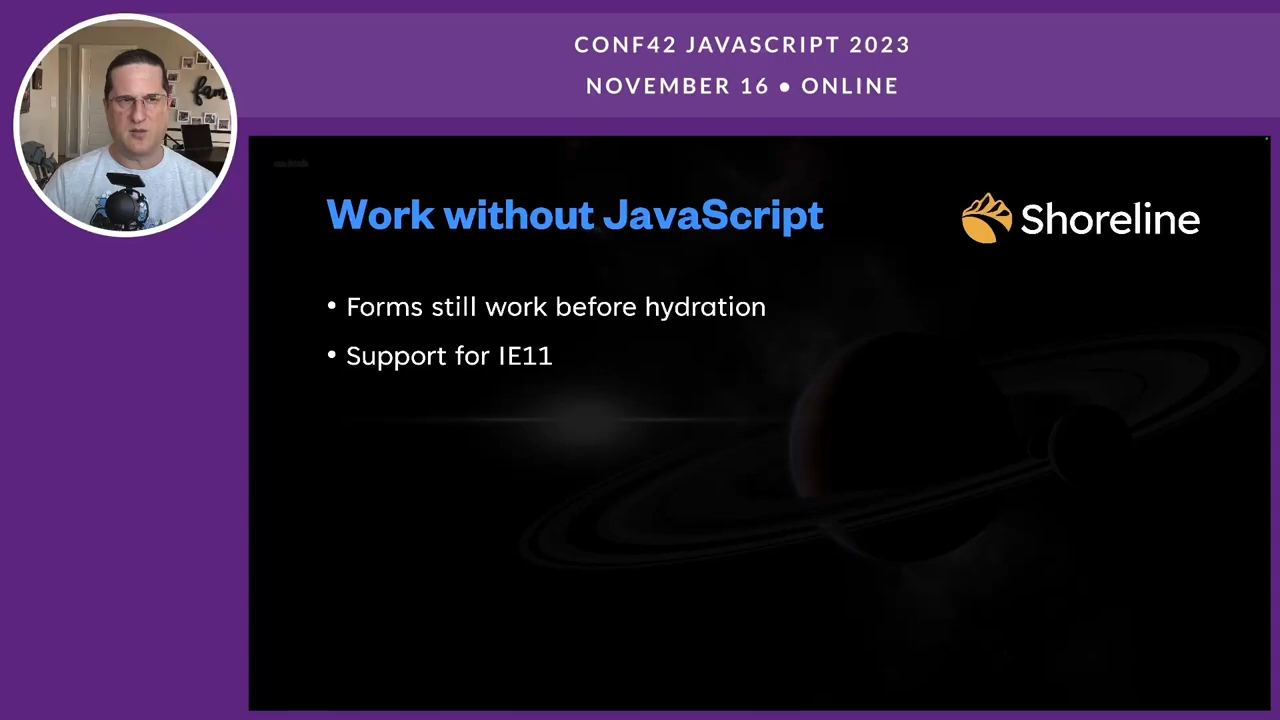 CONF42 JAVASCRIPT 2023
NOVEMBER 16 ● ONLINE
Work without JavaScript
Shoreline
• Forms still work before hydration
• Support for IE11